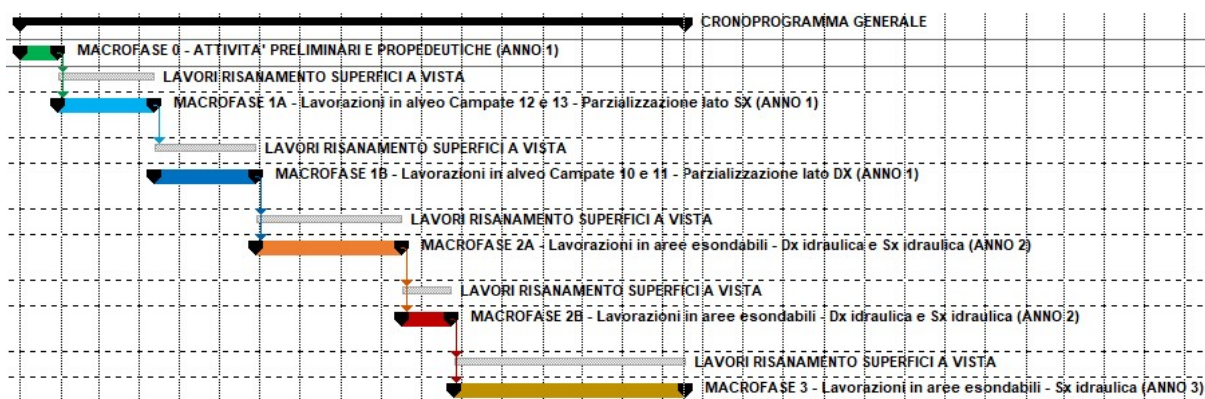 CRONOPROGRAMMA GENERALE
MACROFASE 0 - ATTIVITA' PRELIMINARI E PROPEDEUTICHE (ANNO 1)
LAVORI RISANAMENTO SUPERFICI A VISTA
MACROFASE 1A - Lavorazioni in alveo Campate 12 e 13 - Parzializzazione lato SX (ANNO 1)
LAVORI RISANAMENTO SUPERFICI A VISTA
MACROFASE 1B - Lavorazioni in alveo Campate 10 e 11 - Parzializzazione lato DX (ANNO 1)
LAVORI RISANAMENTO SUPERFICI A VISTA
MACROFASE 2A - Lavorazioni in aree esondabili - Dx idraulica e Sx idraulica (ANNO 2)
LAVORI RISANAMENTO SUPERFICI A VISTA
MACROFASE 2B - Lavorazioni in aree esondabili - Dx idraulica e Sx idraulica (ANNO 2)
LAVORI RISANAMENTO SUPERFICI A VISTA
MACROFASE 3 - Lavorazioni in aree esondabili - Sx idraulica (ANNO 3)